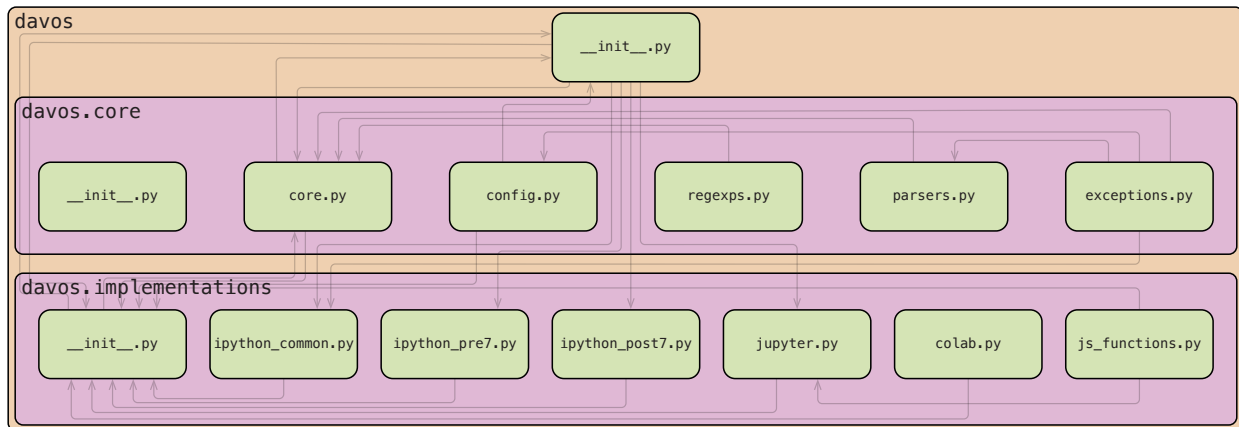 davos
__init__.py
davos.core
__init__.py
core.py
config.py
regexps.py
parsers.py
exceptions.py
davos.implementations
__init__.py
ipython_common.py
ipython_pre7.py
ipython_post7.py
jupyter.py
colab.py
js_functions.py